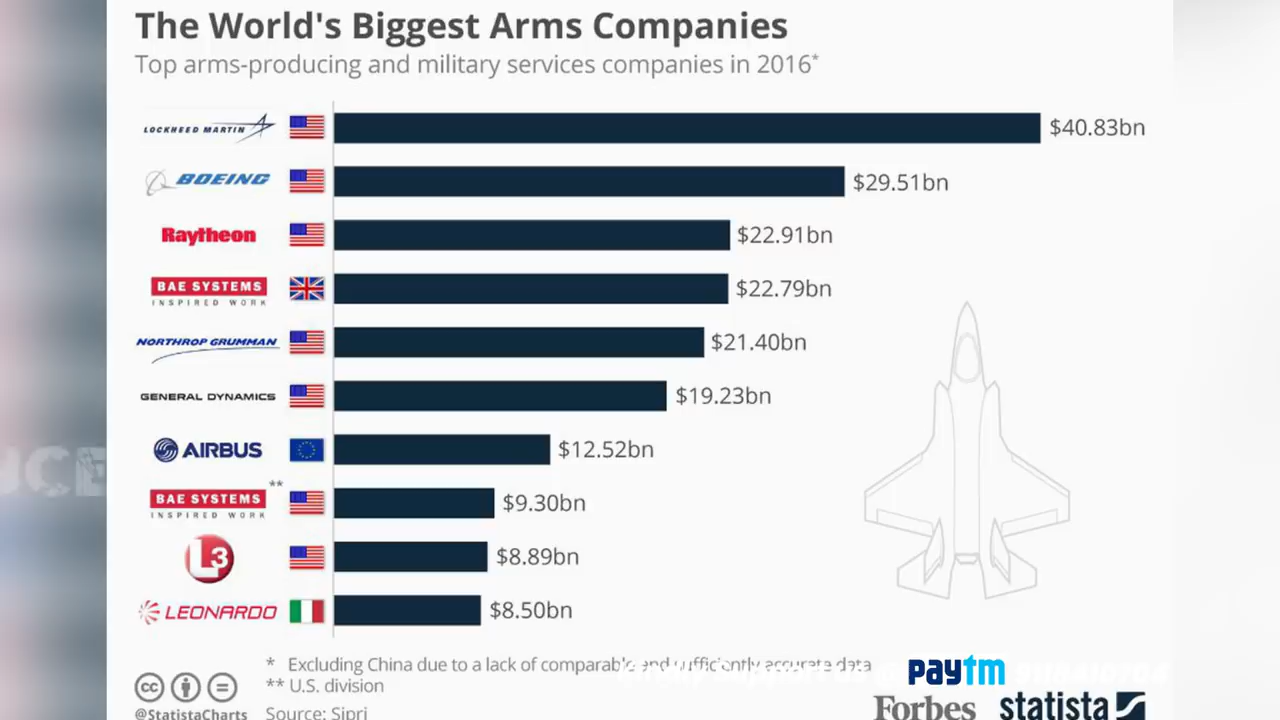 The World's Biggest Arms Companies
Top arms-producing and military services companies in 2016*
LOCKHEED MARTIN $40.83bn
BOEING $29.51bn
Raytheon $22.91bn
BAE SYSTEMS $22.79bn
INSPIRED WORK
NORTHROP GRUMMAN $21.40bn
GENERAL DYNAMICS $19.23bn
AIRBUS $12.52bn
BAE SYSTEMS ** $9.30bn
INSPIRED WORK
L3 $8.89bn
LEONARDO $8.50bn
* Excluding China due to a lack of comparable and sufficiently accurate data
** U.S. division
paytm
cc
@StatistaCharts Source: Sipri
Forbes statista